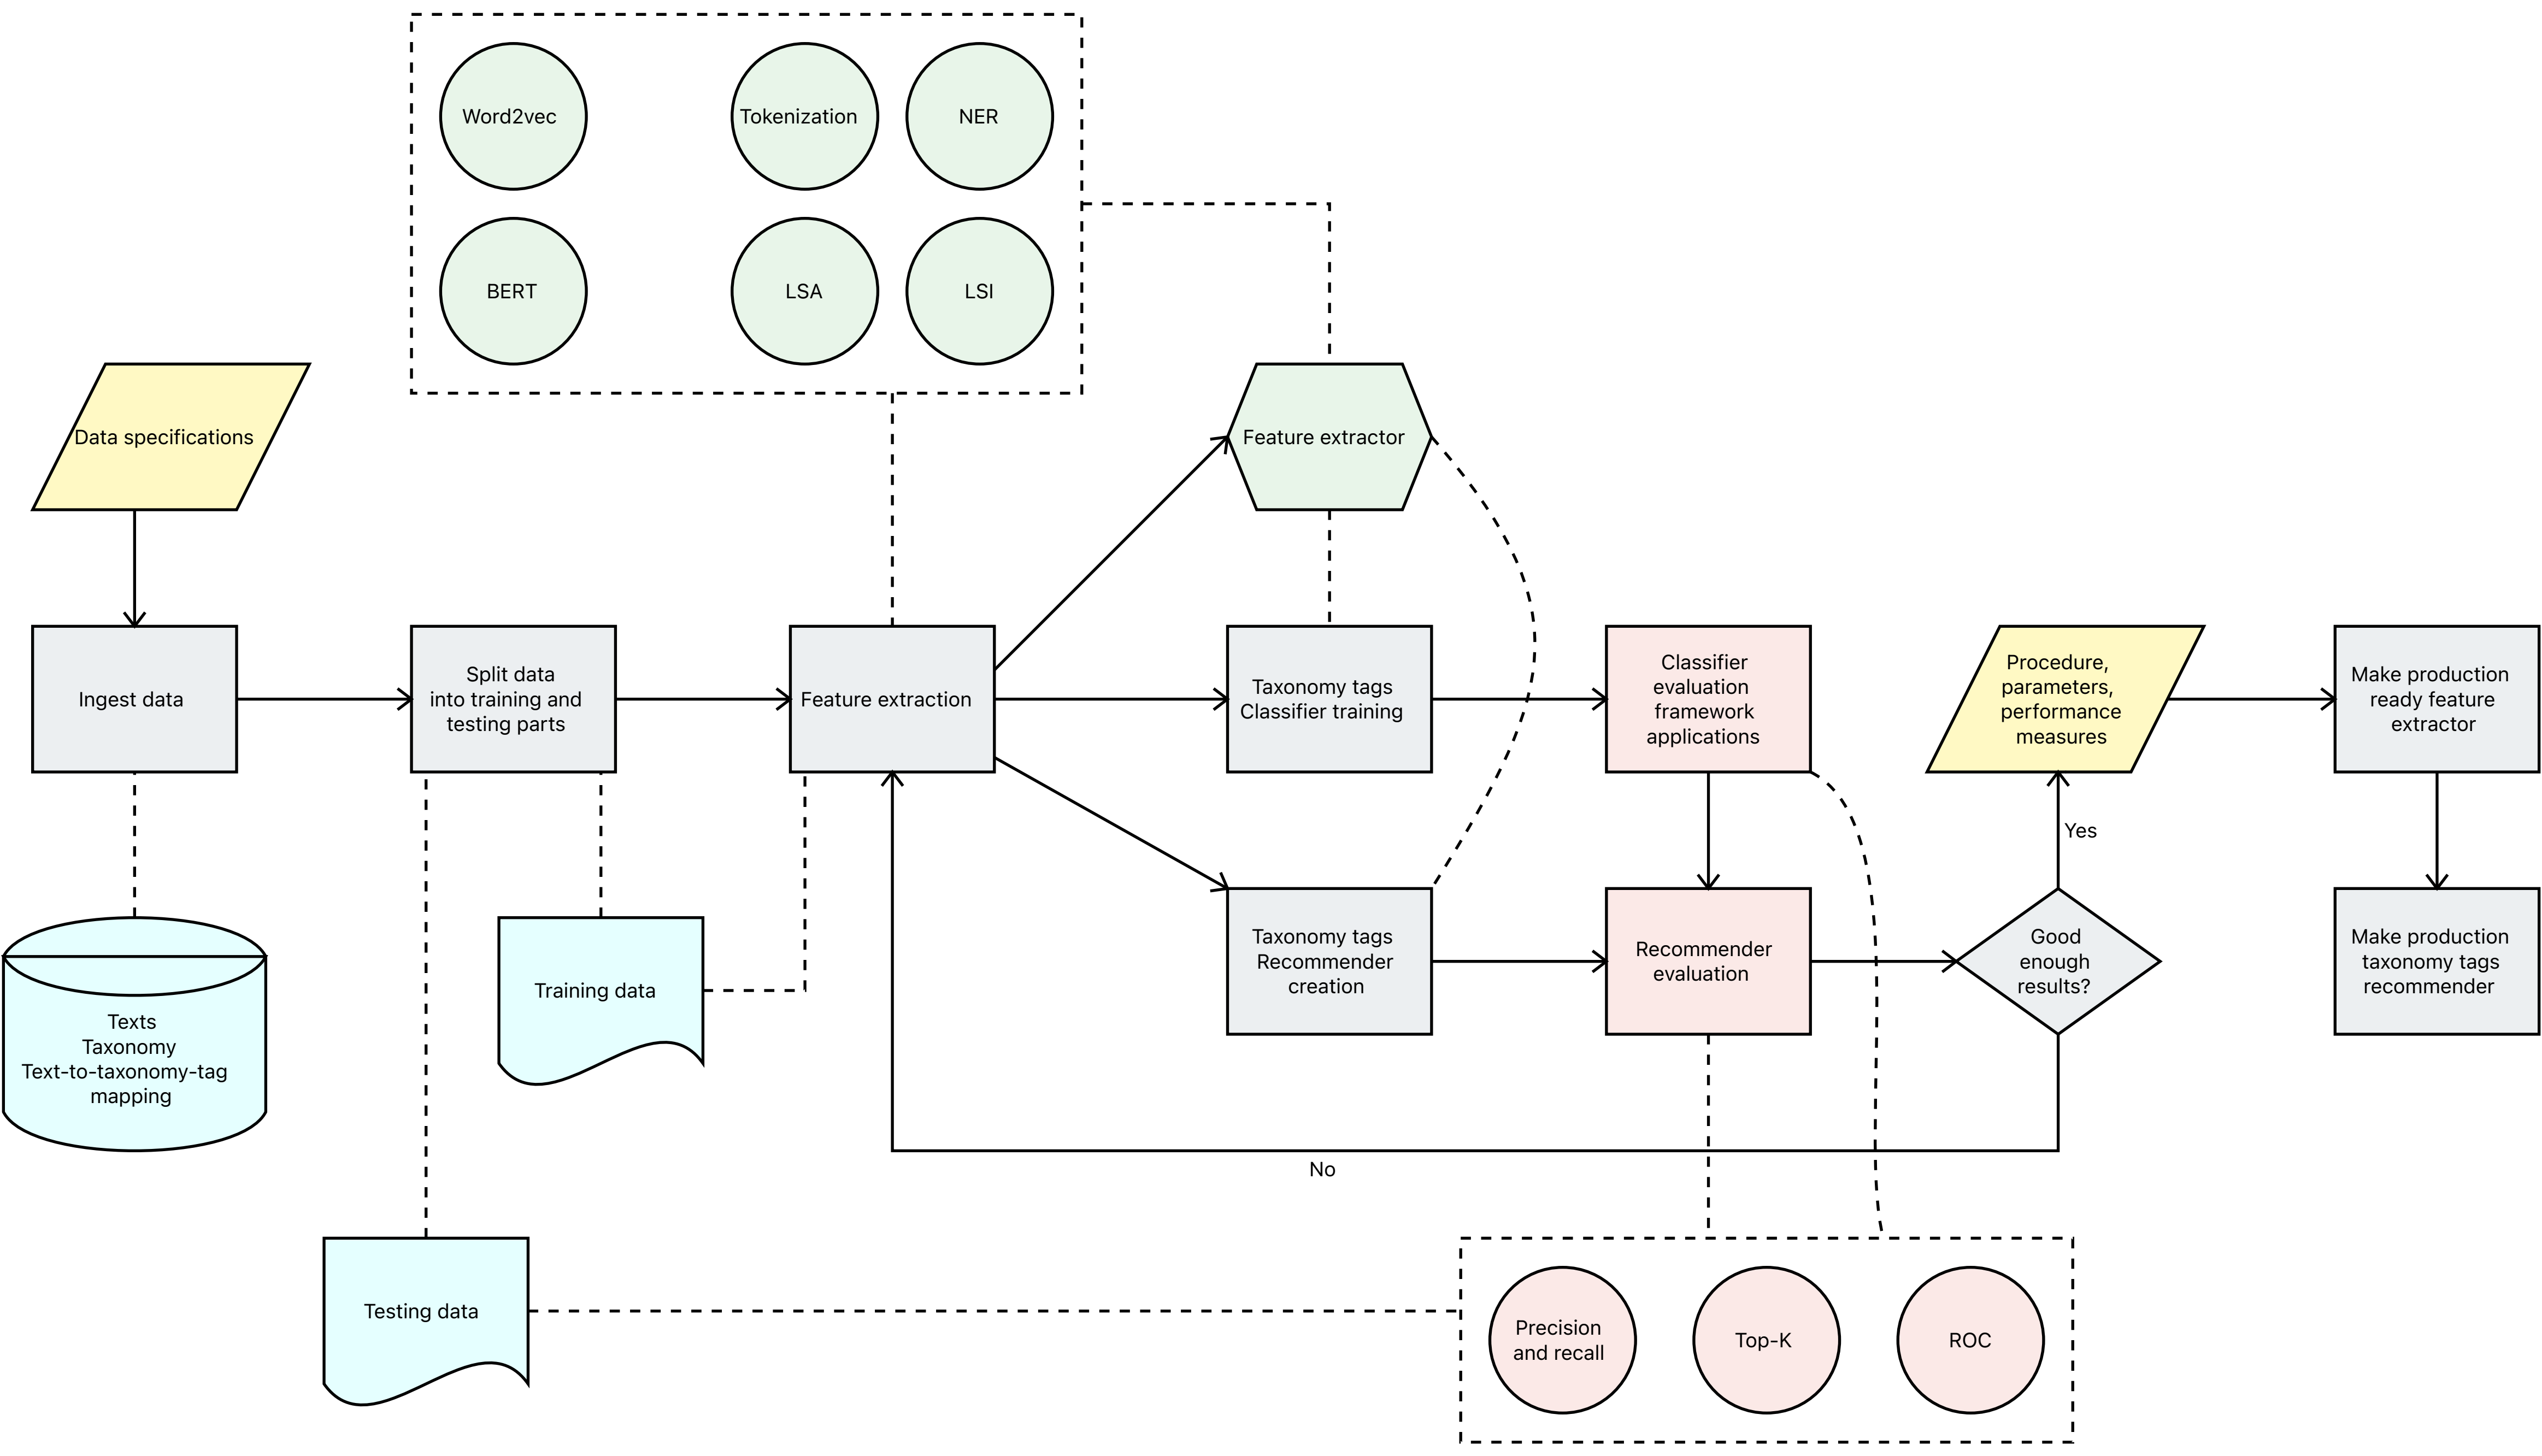 Word2vec
Tokenization
NER
BERT
LSA
LSI
Data specifications
Feature extractor
Ingest data
Split data
into training and
testing parts
Feature extraction
Taxonomy tags
Classifier training
Classifier
evaluation
framework
applications
Procedure,
parameters,
performance
measures
Make production
ready feature
extractor
Yes
Texts
Taxonomy
Text-to-taxonomy-tag
mapping
Training data
Taxonomy tags
Recommender
creation
Recommender
evaluation
Good
enough
results?
Make production
taxonomy tags
recommender
No
Testing data
Precision
and recall
Top-K
ROC